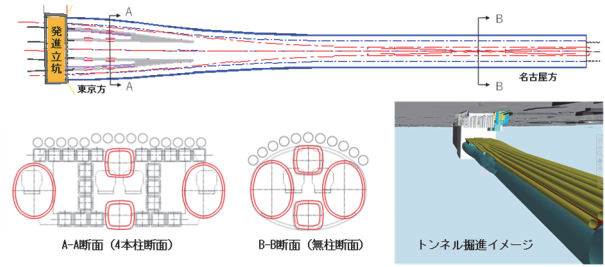 A
B
発進立坑
東京方
A
B
名古屋方
A-A断面（4本柱断面）
B-B断面（無柱断面）
トンネル掘進イメージ